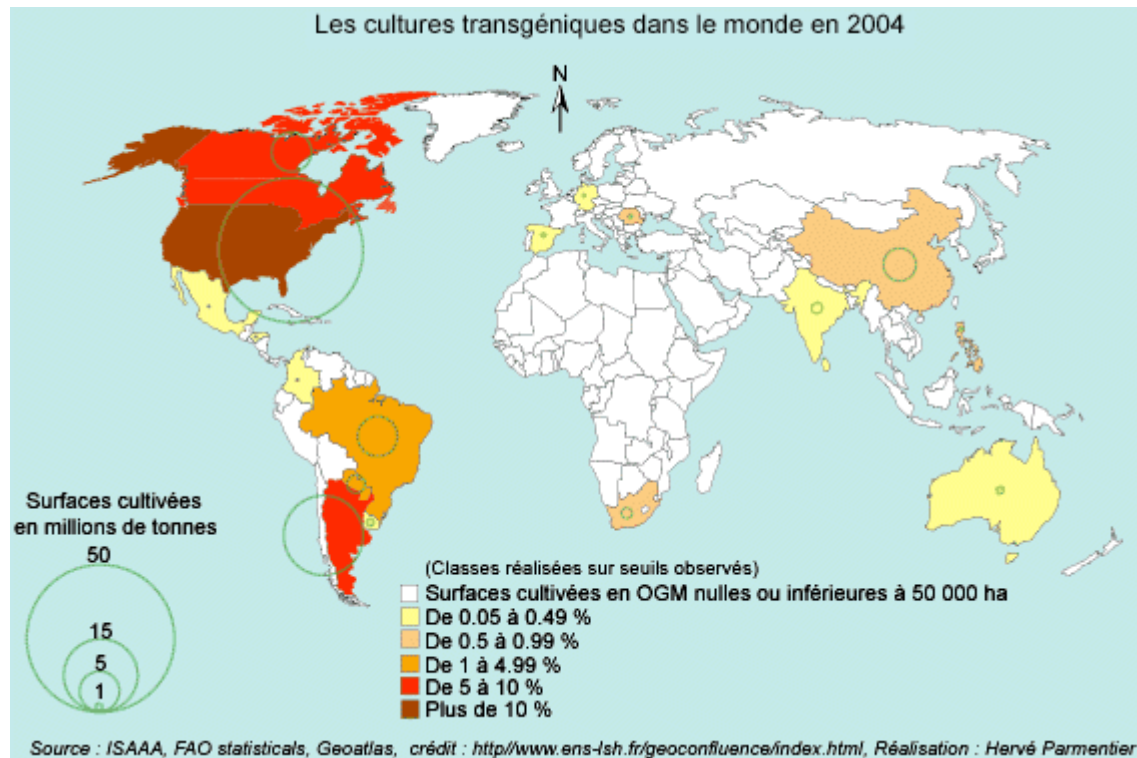 Les cultures transgéniques dans le monde en 2004
N
Surfaces cultivées
en millions de tonnes
50
15
5
1
(Classes réalisées sur seuils observés)
Surfaces cultivées en OGM nulles ou inférieures à 50 000 ha
De 0.05 à 0.49 %
De 0.5 à 0.99 %
De 1 à 4.99 %
De 5 à 10 %
Plus de 10 %
Source : ISAAA, FAO statisticals, Geoatlas, crédit : http//www.ens-lsh.fr/geoconfluence/index.html, Réalisation : Hervé Parmentier